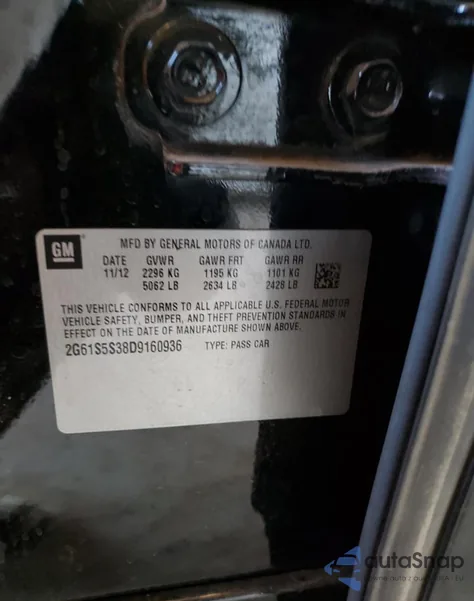 GM
MFD BY GENERAL MOTORS OF CANADA LTD.
DATE GVWR GAWR FRT GAWR RR
11/12 2296 KG 1195 KG 1101 KG
5062 LB 2634 LB 2428 LB
THIS VEHICLE CONFORMS TO ALL APPLICABLE U.S. FEDERAL MOTOR
VEHICLE SAFETY, BUMPER, AND THEFT PREVENTION STANDARDS IN
EFFECT ON THE DATE OF MANUFACTURE SHOWN ABOVE.
2G61S5S38D9160936 TYPE: PASS CAR
autaSnap